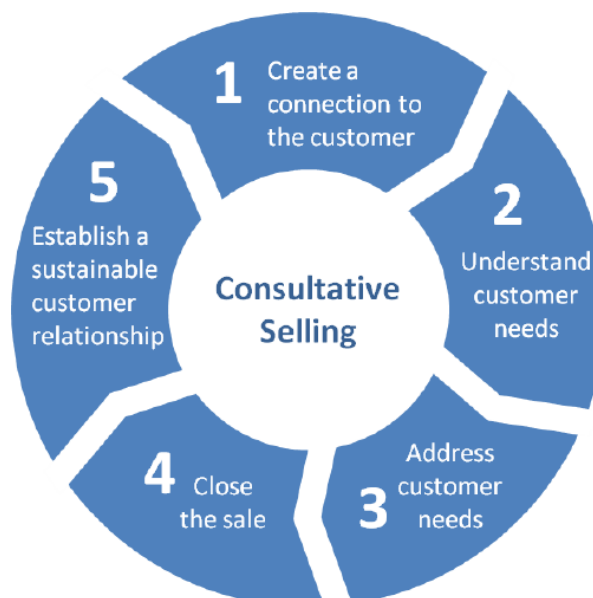 1
Create a
connection to
the customer
2
Understand
customer
needs
3
Address
customer
needs
4
Close
the sale
5
Establish a
sustainable
customer
relationship
Consultative
Selling